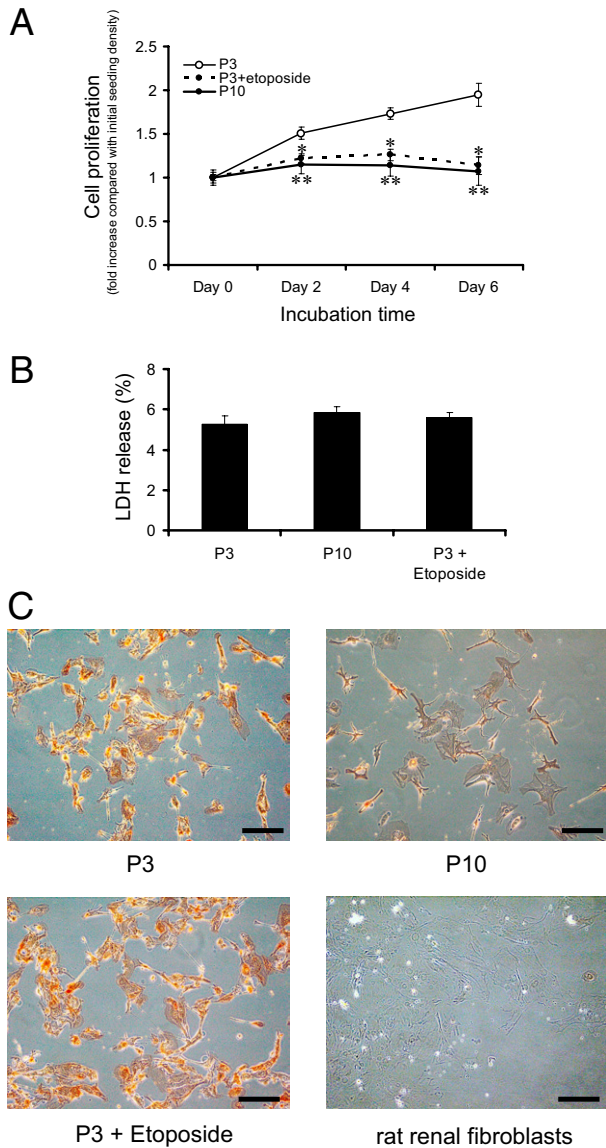 A
Cell proliferation
(fold increase compared with initial seeding density)
2.5
2
1.5
1
0.5
0
P3
P3+etoposide
P10
*
*
*
**
**
**
Day 0
Day 2
Day 4
Day 6
Incubation time
B
LDH release (%)
8
6
4
2
0
P3
P10
P3 +
Etoposide
C
P3
P10
P3 + Etoposide
rat renal fibroblasts